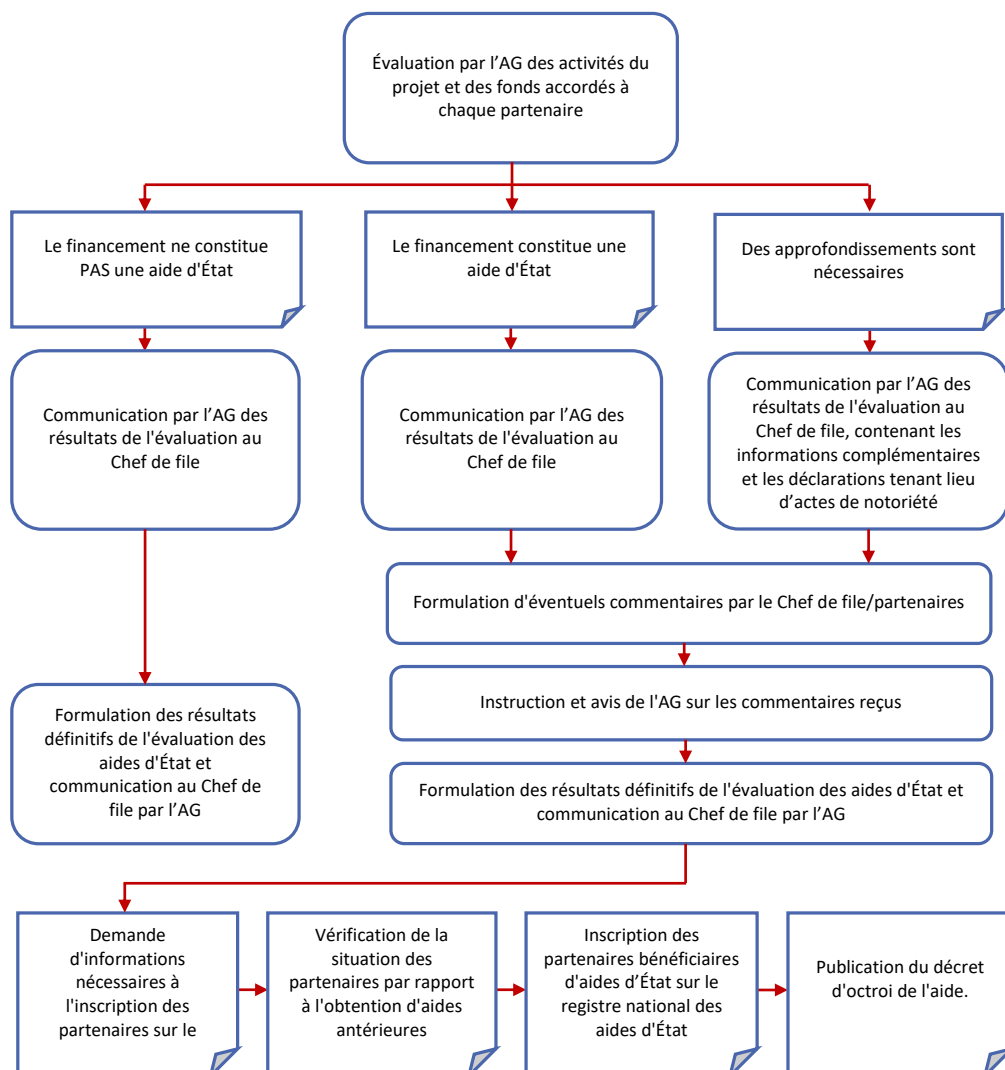 Évaluation par l’AG des activités du
projet et des fonds accordés à
chaque partenaire
Le financement ne constitue
PAS une aide d'État
Le financement constitue une
aide d'État
Des approfondissements sont
nécessaires
Communication par l’AG des
résultats de l'évaluation au
Chef de file
Communication par l’AG des
résultats de l'évaluation au
Chef de file
Communication par l’AG des
résultats de l'évaluation au
Chef de file, contenant les
informations complémentaires
et les déclarations tenant lieu
d’actes de notoriété
Formulation d'éventuels commentaires par le Chef de file/partenaires
Instruction et avis de l'AG sur les commentaires reçus
Formulation des résultats
définitifs de l'évaluation des
aides d'État et
communication au Chef de
file par l’AG
Formulation des résultats définitifs de l'évaluation des aides d'État et
communication au Chef de file par l’AG
Demande
d'informations
nécessaires à
l'inscription des
partenaires sur le
Vérification de la
situation des
partenaires par rapport
à l'obtention d'aides
antérieures
Inscription des
partenaires bénéficiaires
d'aides d’État sur le
registre national des
aides d'État
Publication du décret
d'octroi de l'aide.